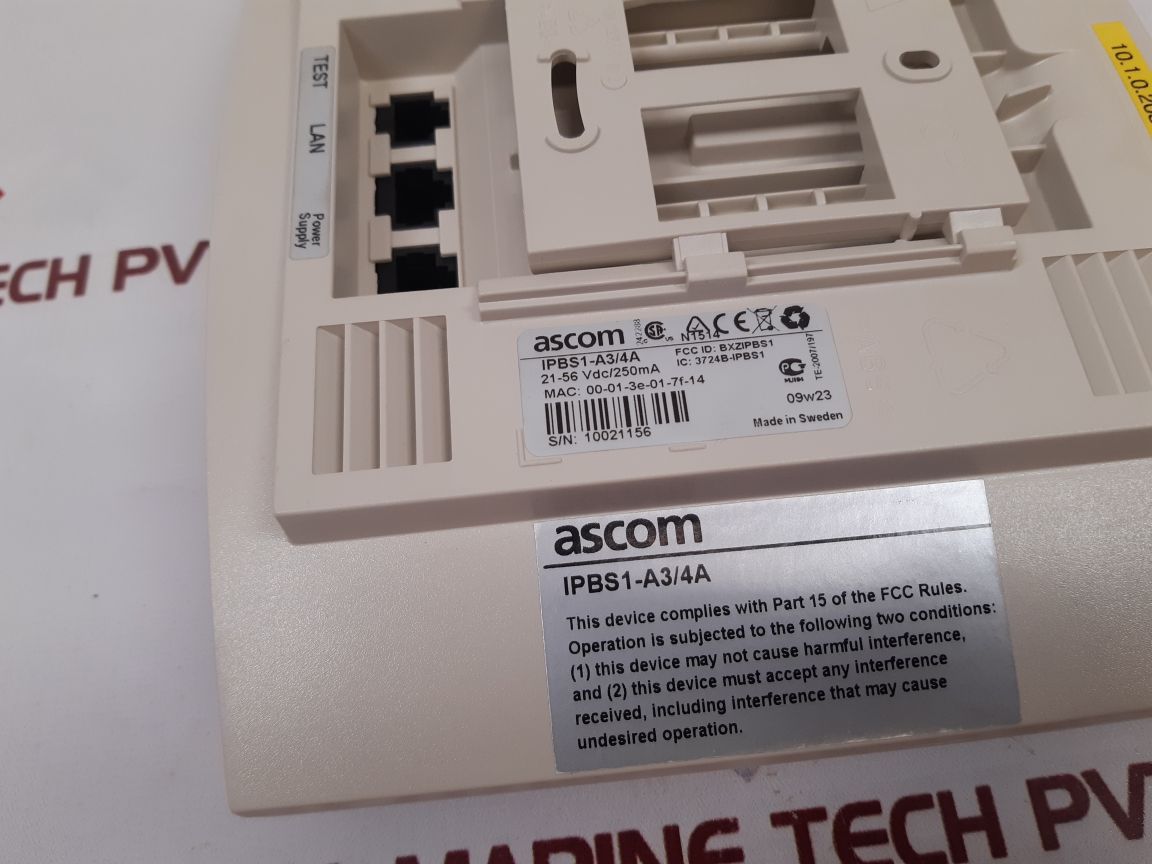 TEST
LAN
Power
Supply
10.1.0.20
ascom
IPBS1-A3/4A
21-56 Vdc/250mA
MAC: 00-01-3e-01-7f-14
S/N: 10021156
242288
N1514
FCC ID: BXZIPBS1
IC: 3724B-IPBS1
TE-2007/197
09w23
Made in Sweden
ascom
IPBS1-A3/4A
This device complies with Part 15 of the FCC Rules.
Operation is subjected to the following two conditions:
(1) this device may not cause harmful interference,
and (2) this device must accept any interference
received, including interference that may cause
undesired operation.
ECH PV
MARINE TECH PV